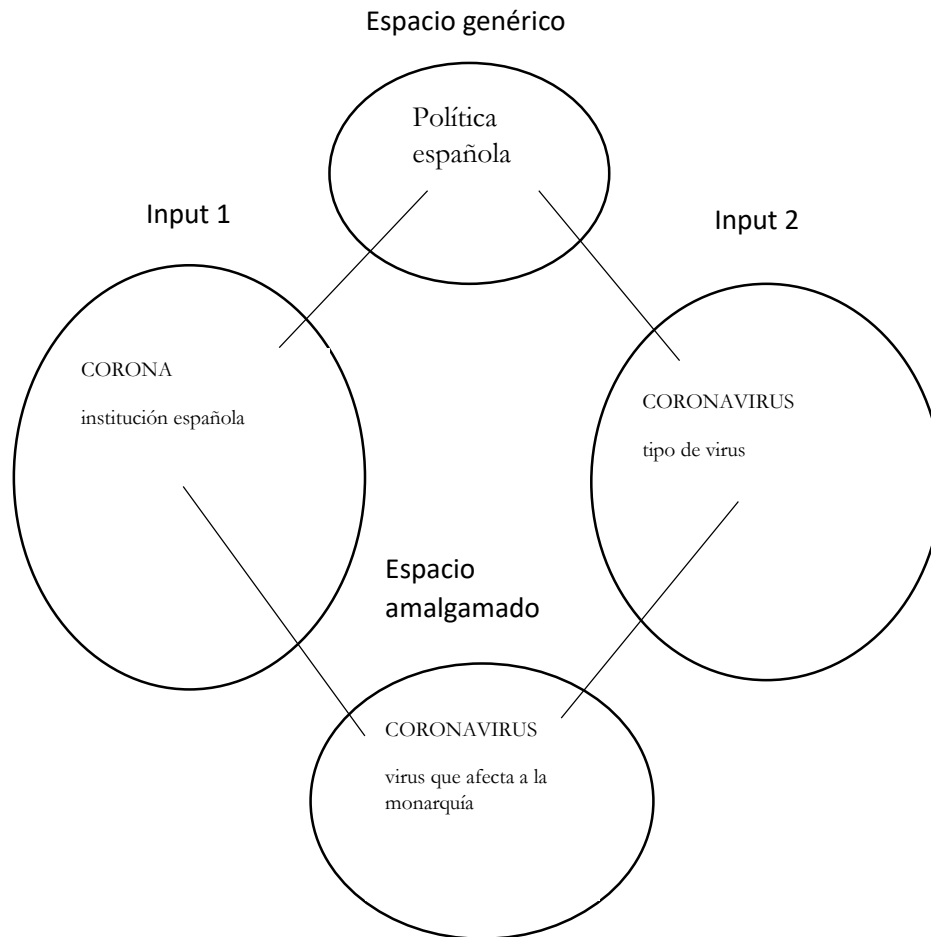 Espacio genérico
Política
española
Input 1
Input 2
CORONA
institución española
CORONAVIRUS
tipo de virus
Espacio
amalgamado
CORONAVIRUS
virus que afecta a la
monarquía